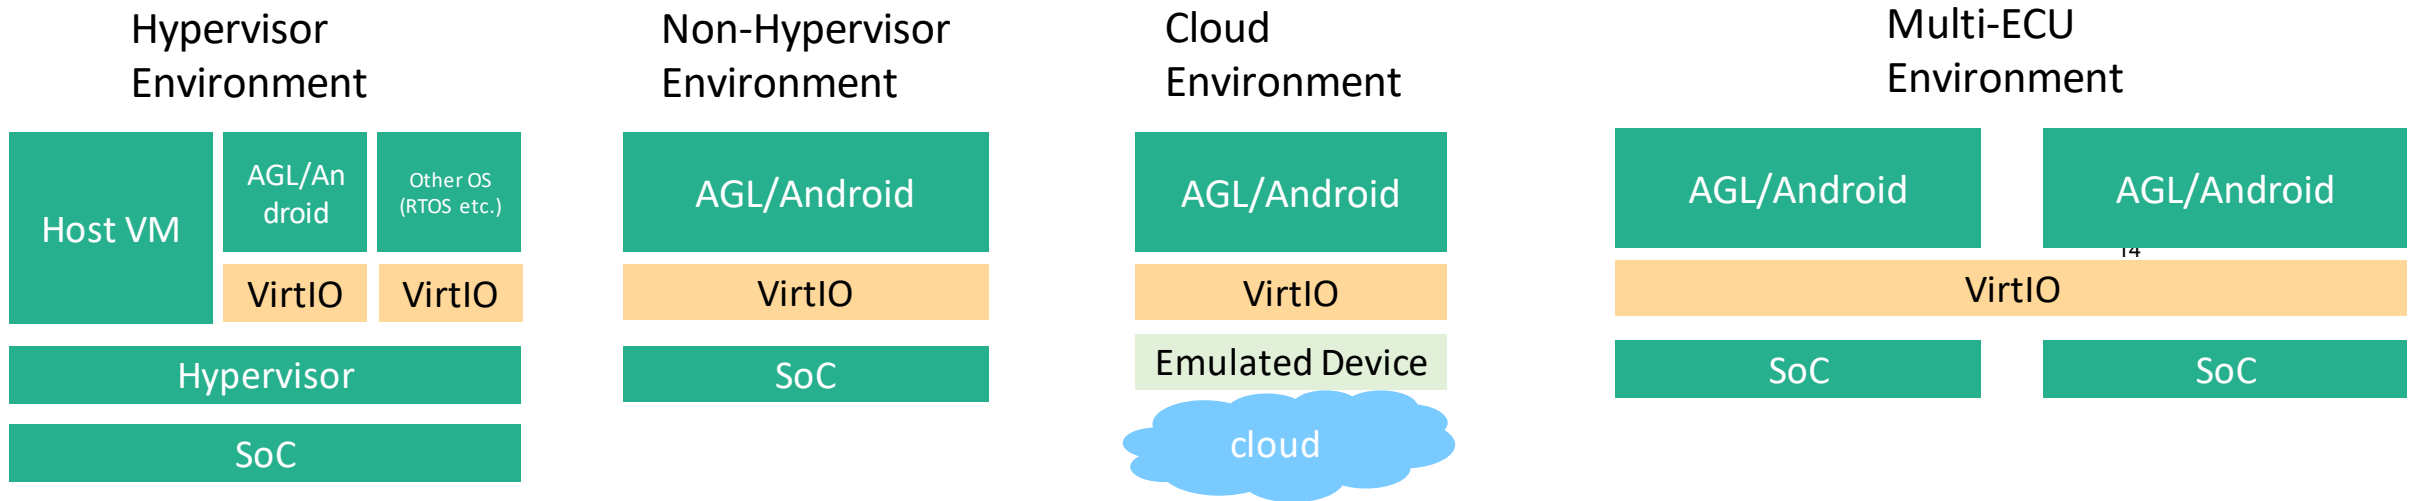 Hypervisor
Environment
Host VM
AGL/An
droid
Other OS
(RTOS etc.)
VirtIO
VirtIO
Hypervisor
SoC
Non-Hypervisor
Environment
AGL/Android
VirtIO
SoC
Cloud
Environment
AGL/Android
VirtIO
Emulated Device
cloud
Multi-ECU
Environment
AGL/Android
AGL/Android
14
VirtIO
SoC
SoC